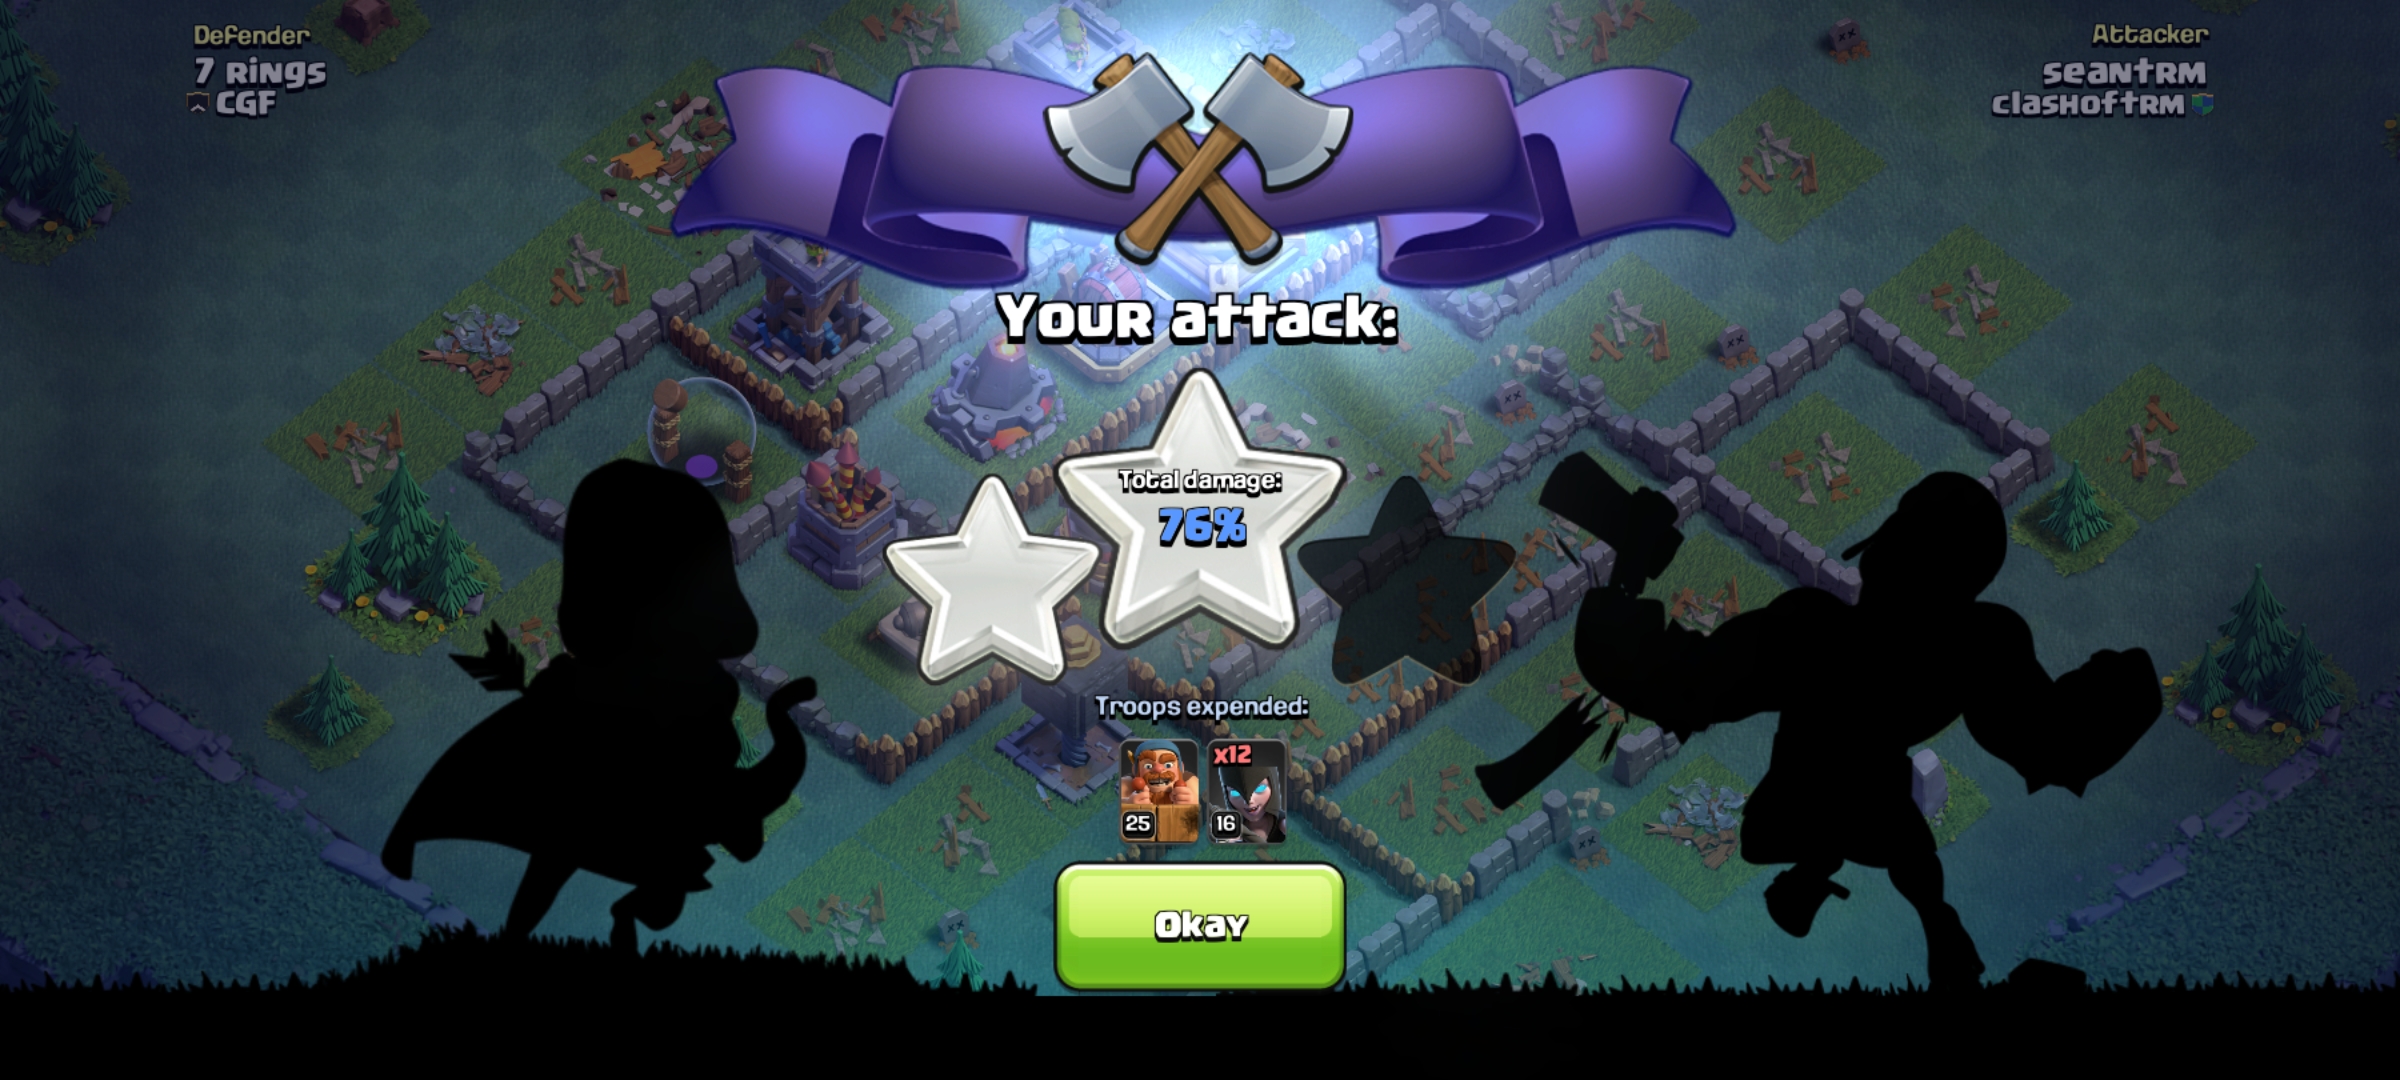 Defender
7 Rings
CGF
Attacker
seantrm
clashoftrm
Your attack:
Total damage:
76%
Troops expended:
x12
25
16
Okay